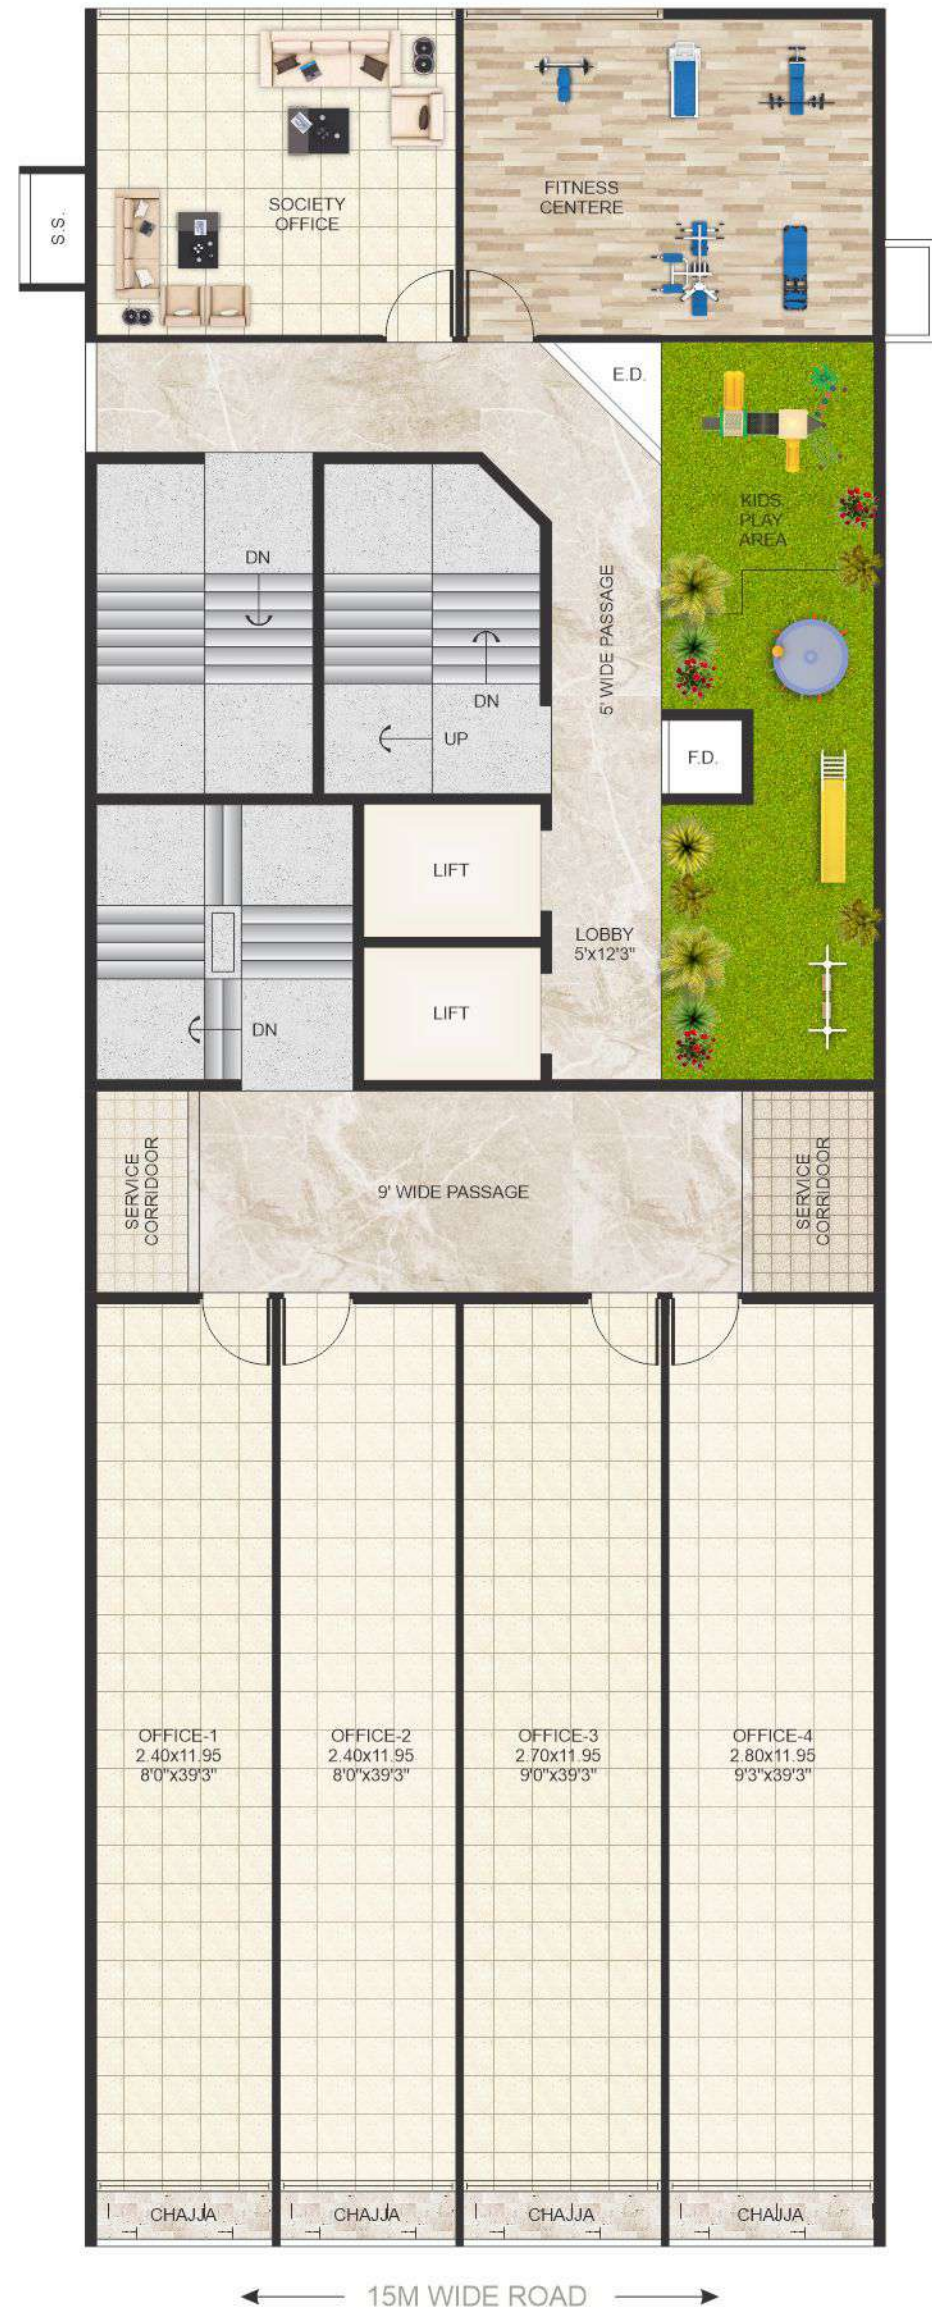 SOCIETY
OFFICE
FITNESS
CENTERE
S.S.
E.D.
KIDS
PLAY
AREA
DN
5' WIDE PASSAGE
DN
UP
F.D.
LIFT
LOBBY
5'x12'3"
LIFT
DN
SERVICE
CORRIDOOR
9' WIDE PASSAGE
SERVICE
CORRIDOOR
OFFICE-1
2.40x11.95
8'0"x39'3"
OFFICE-2
2.40x11.95
8'0"x39'3"
OFFICE-3
2.70x11.95
9'0"x39'3"
OFFICE-4
2.80x11.95
9'3"x39'3"
CHAJJA
CHAJJA
CHAJJA
CHAJJA
15M WIDE ROAD